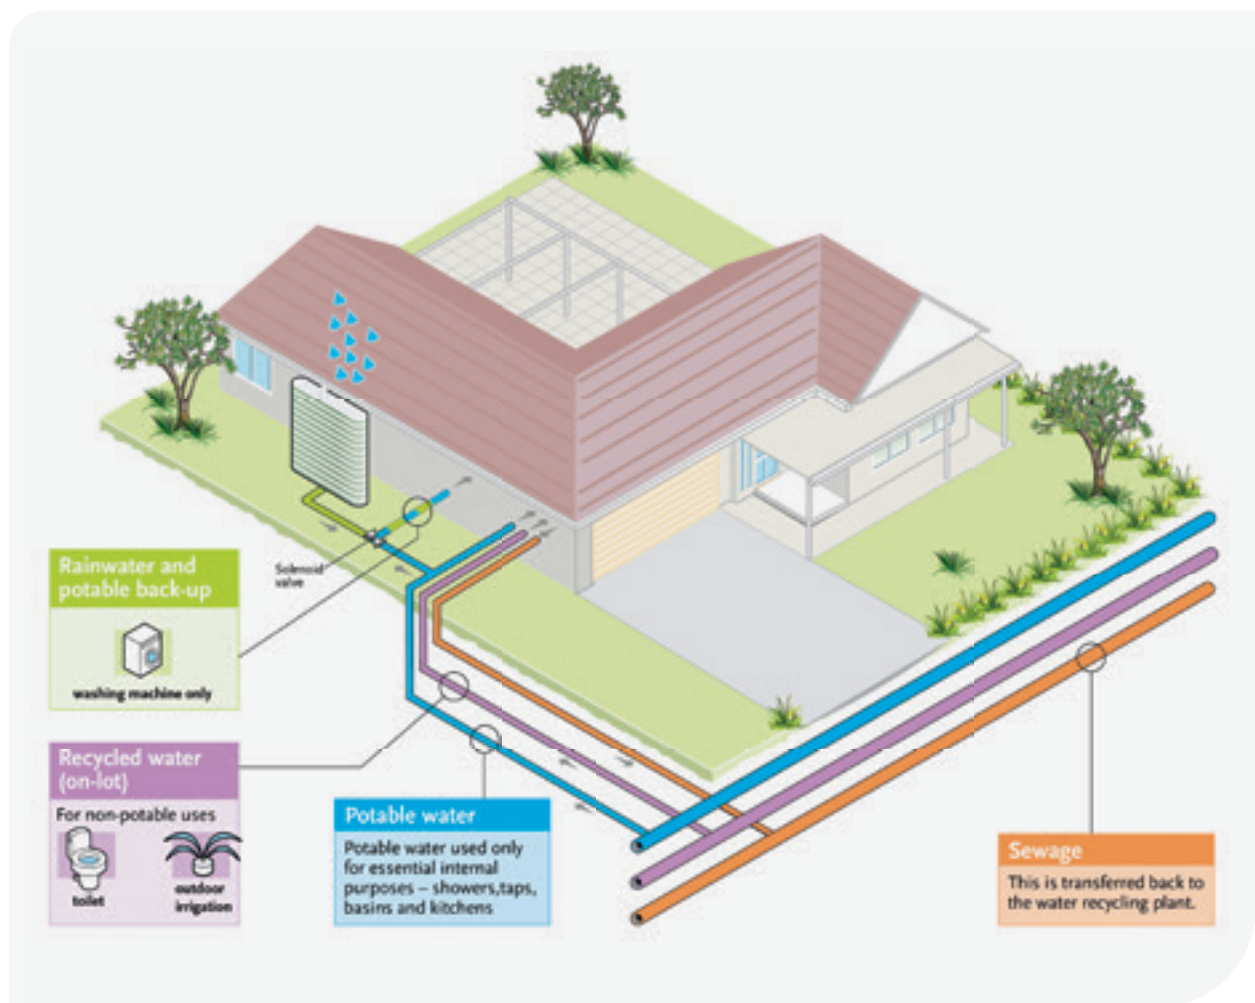 Solenoid
valve
Rainwater and
potable back-up
washing machine only
Recycled water
(on-lot)
For non-potable uses
toilet
outdoor
irrigation
Potable water
Potable water used only
for essential internal
purposes – showers,taps,
basins and kitchens
Sewage
This is transferred back to
the water recycling plant.